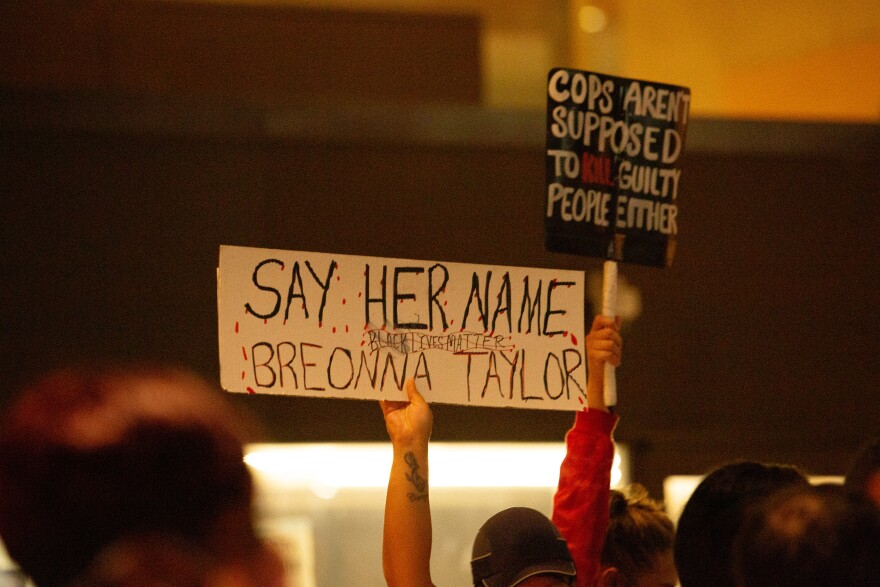 COPS AREN'T
SUPPOSED
TO KILL GUILTY
PEOPLE EITHER
SAY HER NAME
BLACK LIVES MATTER
BREONNA TAYLOR